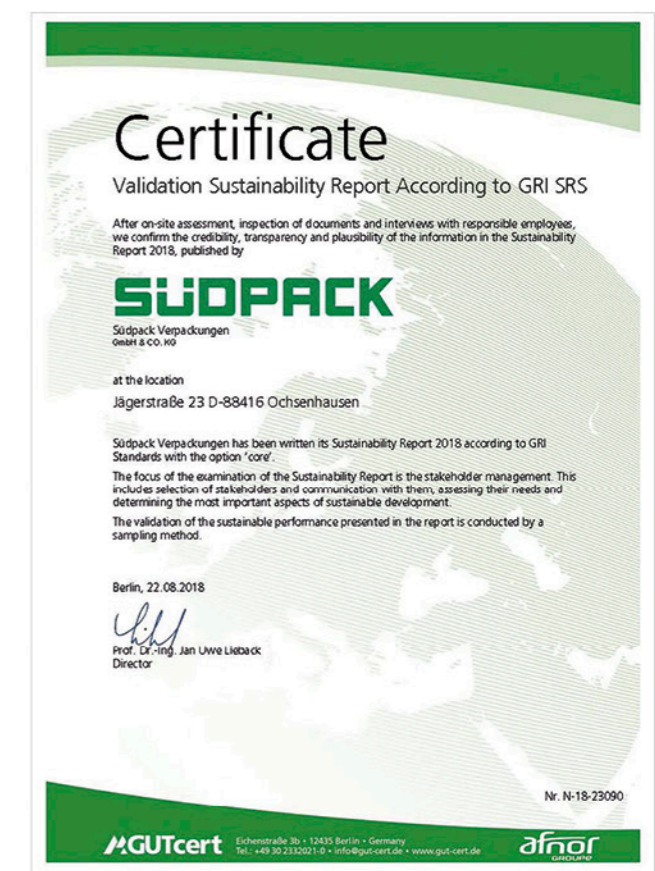 Certificate
Validation Sustainability Report According to GRI SRS
After on-site assessment, inspection of documents and interviews with responsible employees,
we confirm the credibility, transparency and plausibility of the information in the Sustainability
Report 2018, published by
SÜDPACK
Südpack Verpackungen
GmbH & CO. KG
at the location
Jägerstraße 23 D-88416 Ochsenhausen
Südpack Verpackungen has been written its Sustainability Report 2018 according to GRI
Standards with the option 'core'.
The focus of the examination of the Sustainability Report is the stakeholder management. This
includes selection of stakeholders and communication with them, assessing their needs and
determining the most important aspects of sustainable development.
The validation of the sustainable performance presented in the report is conducted by a
sampling method.
Berlin, 22.08.2018
Prof. Dr.-Ing. Jan Uwe Lieback
Director
Nr. N-18-23090
GUTcert
Eichenstraße 3b • 12435 Berlin • Germany
Tel.: +49 30 2332021-0 • info@gut-cert.de • www.gut-cert.de
afnor
GROUPE